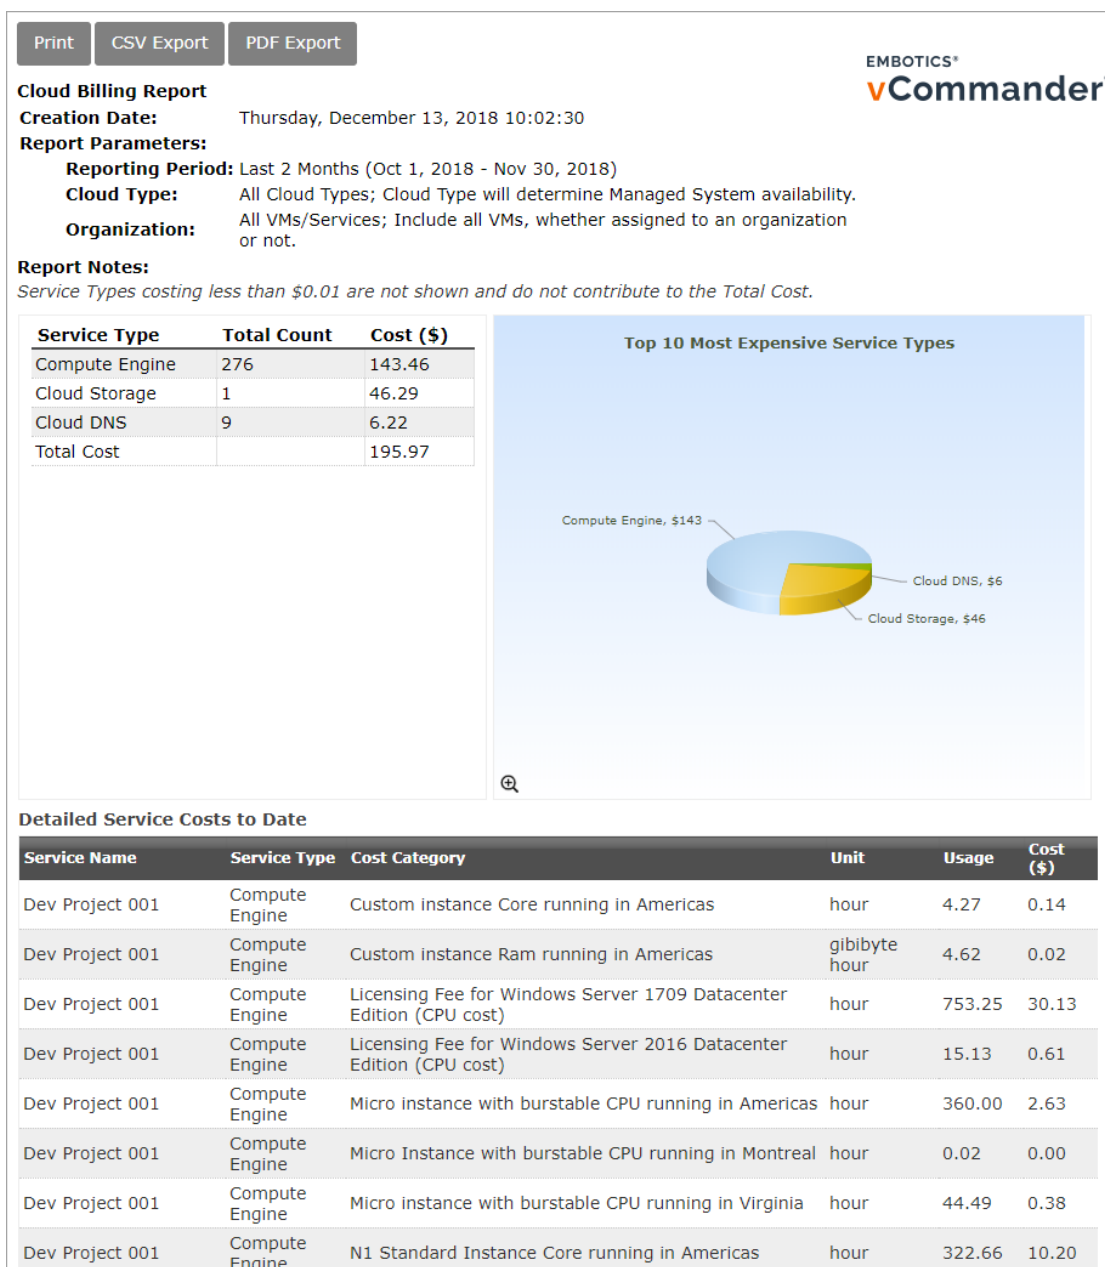 Print CSV Export PDF Export
EMBOTICS®
vCommander
Cloud Billing Report
Creation Date: Thursday, December 13, 2018 10:02:30
Report Parameters:
Reporting Period: Last 2 Months (Oct 1, 2018 - Nov 30, 2018)
Cloud Type: All Cloud Types; Cloud Type will determine Managed System availability.
Organization: All VMs/Services; Include all VMs, whether assigned to an organization
or not.
Report Notes:
Service Types costing less than $0.01 are not shown and do not contribute to the Total Cost.
Service Type Total Count Cost ($)
Compute Engine 276 143.46
Cloud Storage 1 46.29
Cloud DNS 9 6.22
Total Cost 195.97
Top 10 Most Expensive Service Types
Compute Engine, $143
Cloud DNS, $6
Cloud Storage, $46
Detailed Service Costs to Date
Service Name Service Type Cost Category Unit Usage Cost
($)
Dev Project 001 Compute
Engine Custom instance Core running in Americas hour 4.27 0.14
Dev Project 001 Compute
Engine Custom instance Ram running in Americas gibibyte
hour 4.62 0.02
Dev Project 001 Compute
Engine Licensing Fee for Windows Server 1709 Datacenter
Edition (CPU cost) hour 753.25 30.13
Dev Project 001 Compute
Engine Licensing Fee for Windows Server 2016 Datacenter
Edition (CPU cost) hour 15.13 0.61
Dev Project 001 Compute
Engine Micro instance with burstable CPU running in Americas hour 360.00 2.63
Dev Project 001 Compute
Engine Micro Instance with burstable CPU running in Montreal hour 0.02 0.00
Dev Project 001 Compute
Engine Micro instance with burstable CPU running in Virginia hour 44.49 0.38
Dev Project 001 Compute
Engine N1 Standard Instance Core running in Americas hour 322.66 10.20